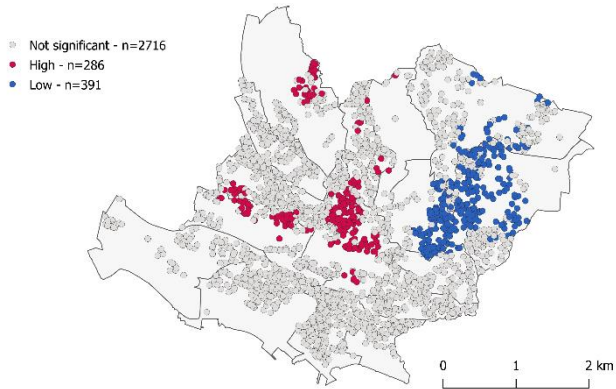 Not significant - n=2716
High - n=286
Low - n=391
0 1 2 km